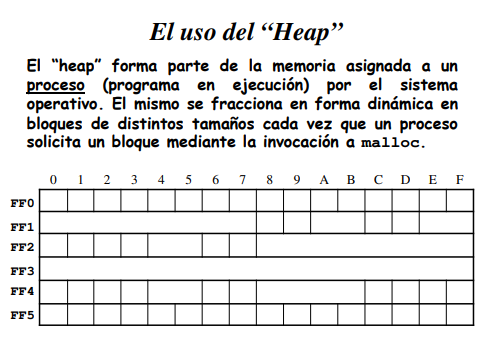 El uso del “Heap”
El “heap” forma parte de la memoria asignada a un
proceso (programa en ejecución) por el sistema
operativo. El mismo se fracciona en forma dinámica en
bloques de distintos tamaños cada vez que un proceso
solicita un bloque mediante la invocación a malloc.
0 1 2 3 4 5 6 7 8 9 A B C D E F
FF0
FF1
FF2
FF3
FF4
FF5